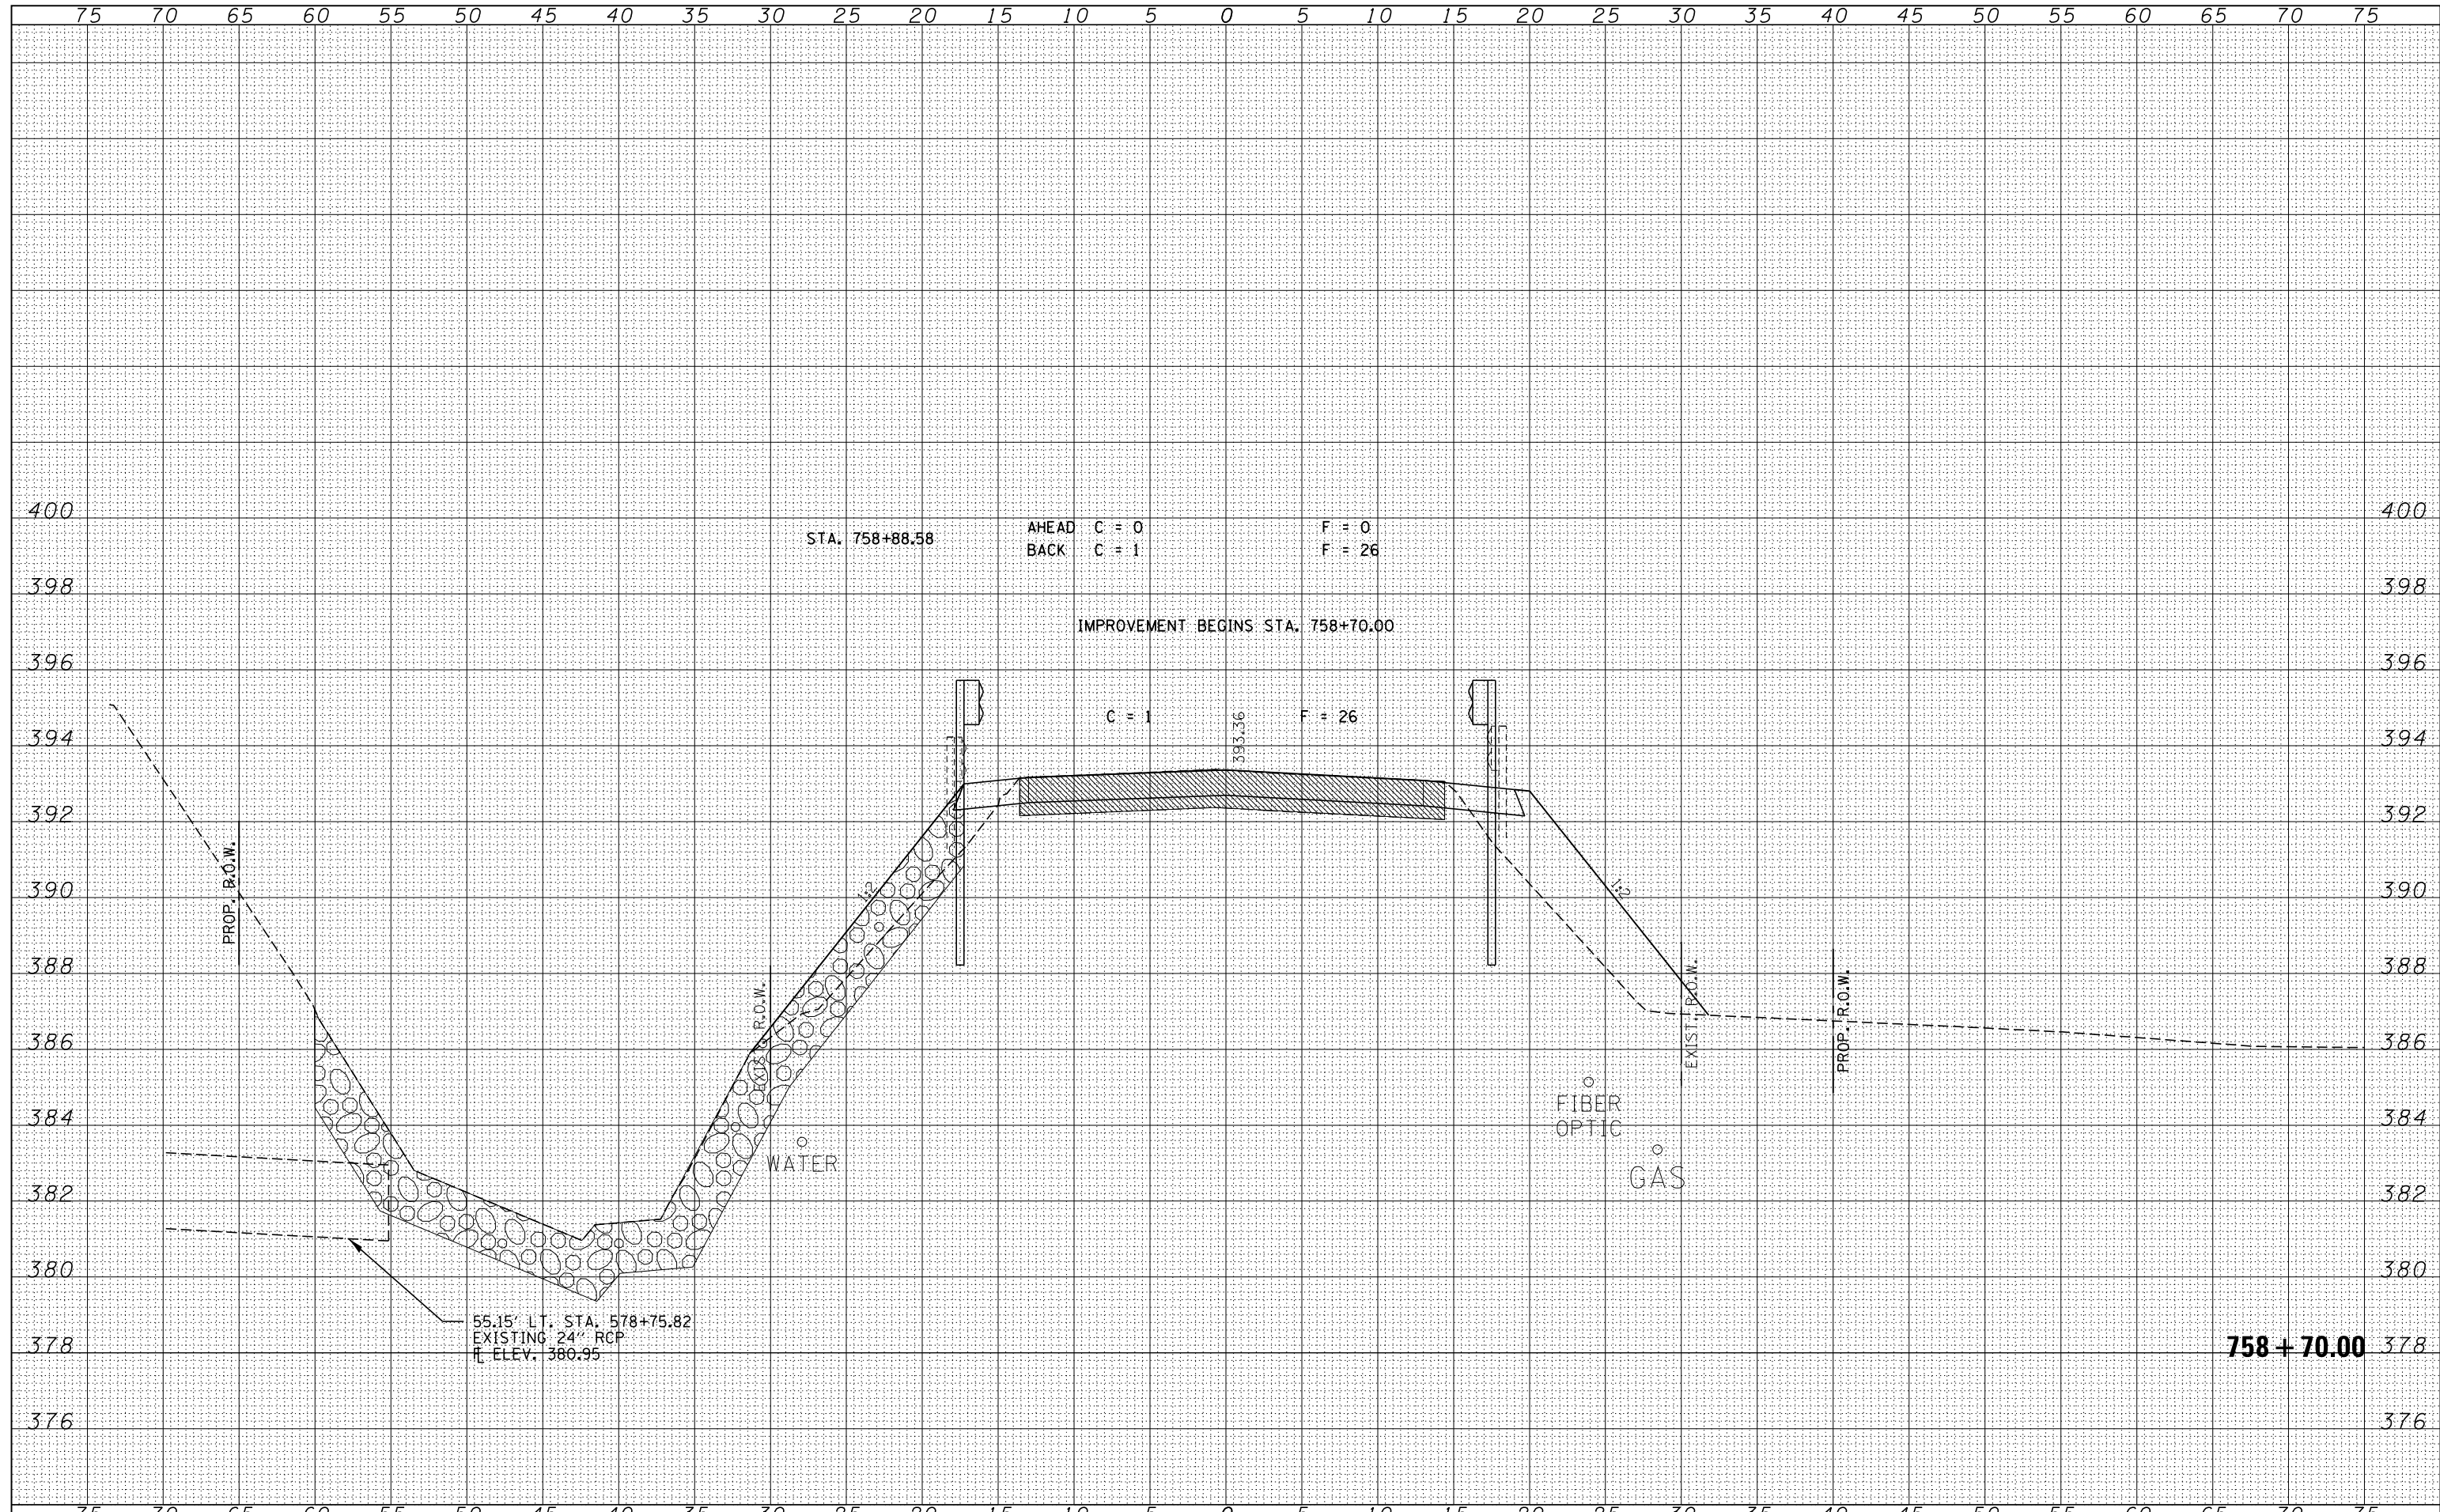 75 70 65 60 55 50 45 40 35 30 25 20 15 10 5 0 5 10 15 20 25 30 35 40 45 50 55 60 65 70 75
400 400
AHEAD C = 0 F = 0
STA. 758+88.58
BACK C = 1 F = 26
398 398
IMPROVEMENT BEGINS STA. 758+70.00
396 396
C = 1 F = 26
393.36
394 394
392 392
PROP. R.O.W.
1:2
1:2
390 390
388 388
EXIST. R.O.W.
EXIST. R.O.W.
PROP. R.O.W.
386 386
FIBER
OPTIC
384 384
WATER
GAS
382 382
380 380
55.15' LT. STA. 578+75.82
EXISTING 24" RCP
FL ELEV. 380.95
378 758+70.00 378
376 376
75 70 65 60 55 50 45 40 35 30 25 20 15 10 5 0 5 10 15 20 25 30 35 40 45 50 55 60 65 70 75